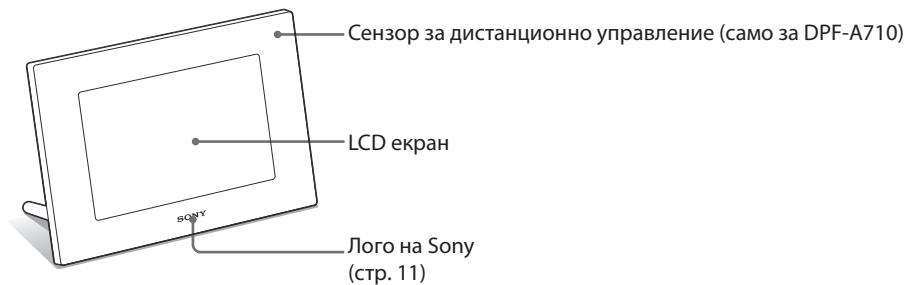 Сензор за дистанционно управление (само за DPF-A710)
LCD екран
SONY
Лого на Sony
(стр. 11)